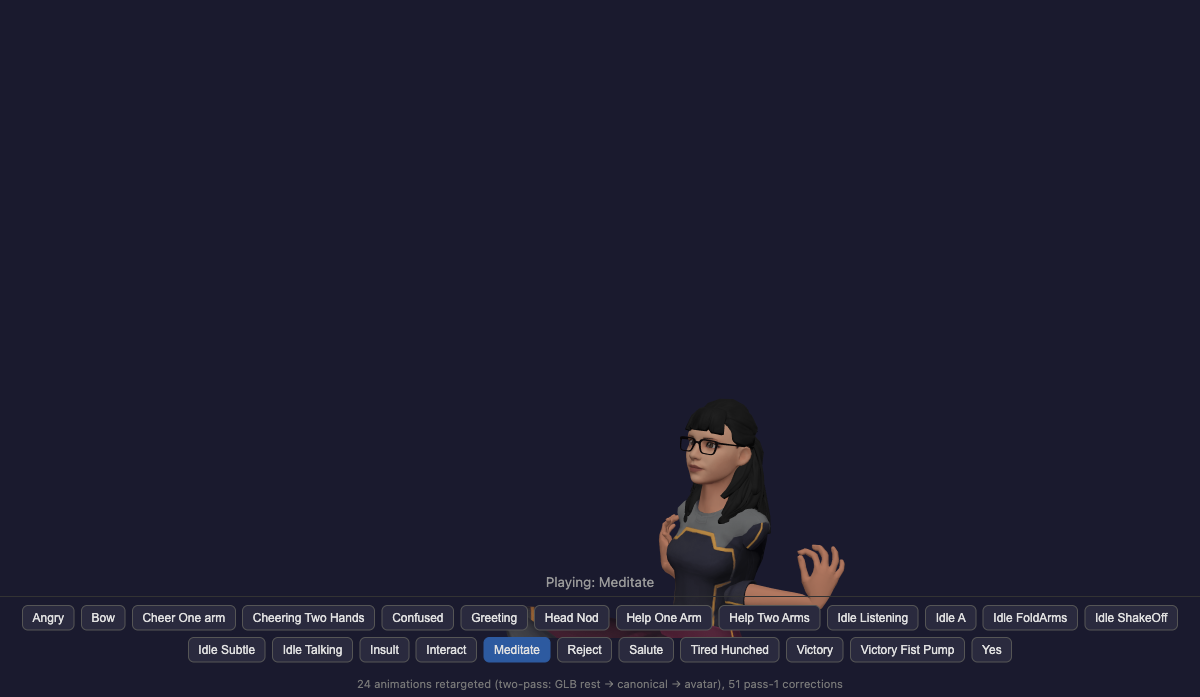 Playing: Meditate
Angry Bow Cheer One arm Cheering Two Hands Confused Greeting Head Nod Help One Arm Help Two Arms Idle Listening Idle A Idle FoldArms Idle ShakeOff
Idle Subtle Idle Talking Insult Interact Meditate Reject Salute Tired Hunched Victory Victory Fist Pump Yes
24 animations retargeted (two-pass: GLB rest → canonical → avatar), 51 pass-1 corrections